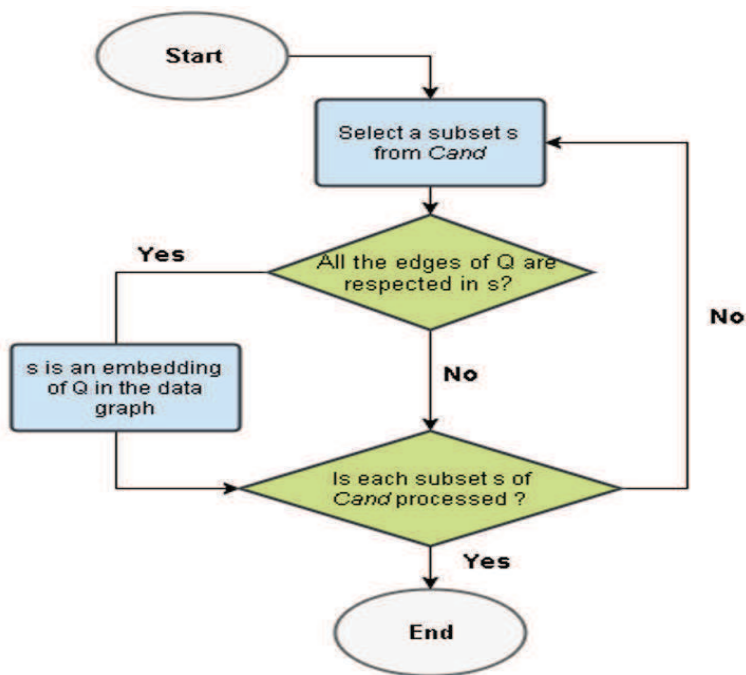 Start
Select a subset s
from Cand
Yes
All the edges of Q are
respected in s?
No
s is an embedding
of Q in the data
graph
No
Is each subset s of
Cand processed ?
Yes
End